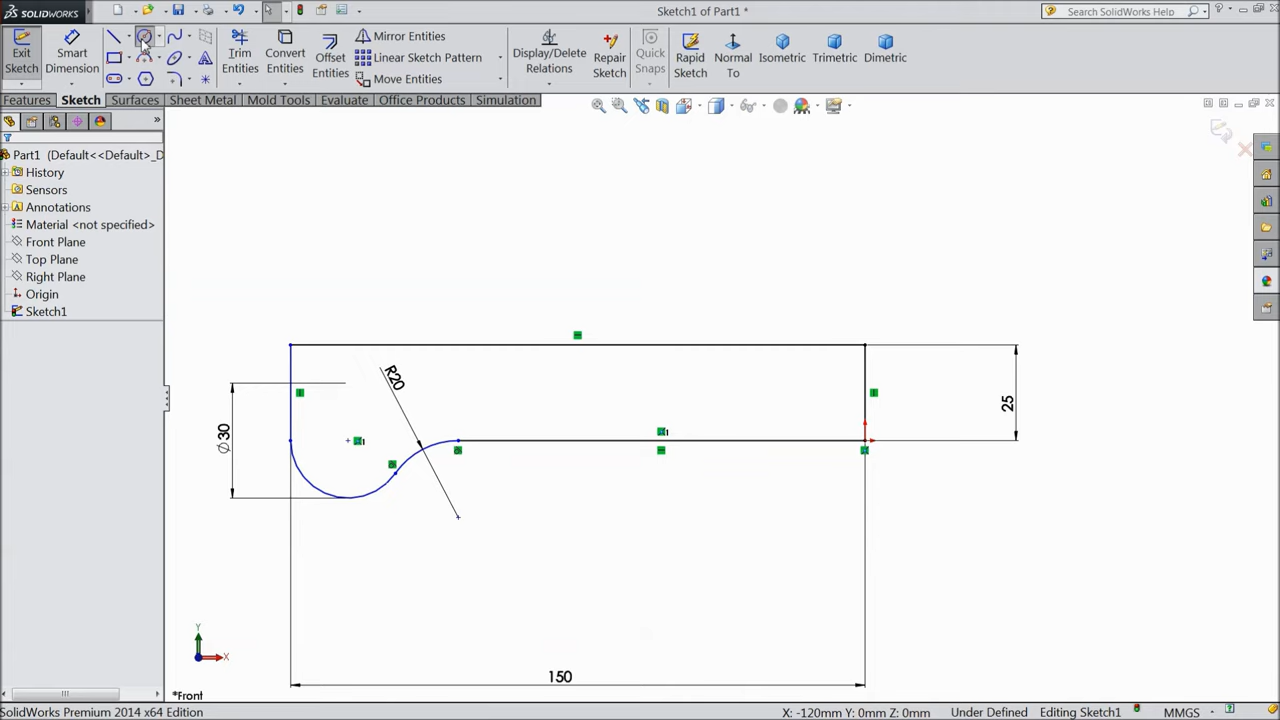 SOLIDWORKS
Sketch1 of Part1 *
Search SolidWorks Help
Exit Sketch
Smart Dimension
Trim Entities
Convert Entities
Offset Entities
Mirror Entities
Linear Sketch Pattern
Move Entities
Display/Delete Relations
Quick Snaps
Repair Sketch
Rapid Sketch
Normal To
Isometric
Trimetric
Dimetric
Features
Sketch
Surfaces
Sheet Metal
Mold Tools
Evaluate
Office Products
Simulation
Part1 (Default<<Default>_D
History
Sensors
Annotations
Material <not specified>
Front Plane
Top Plane
Right Plane
Origin
Sketch1
R20
25
Ø30
150
Y
X
*Front
SolidWorks Premium 2014 x64 Edition
X: -120mm Y: 0mm Z: 0mm
Under Defined
Editing Sketch1
MMGS